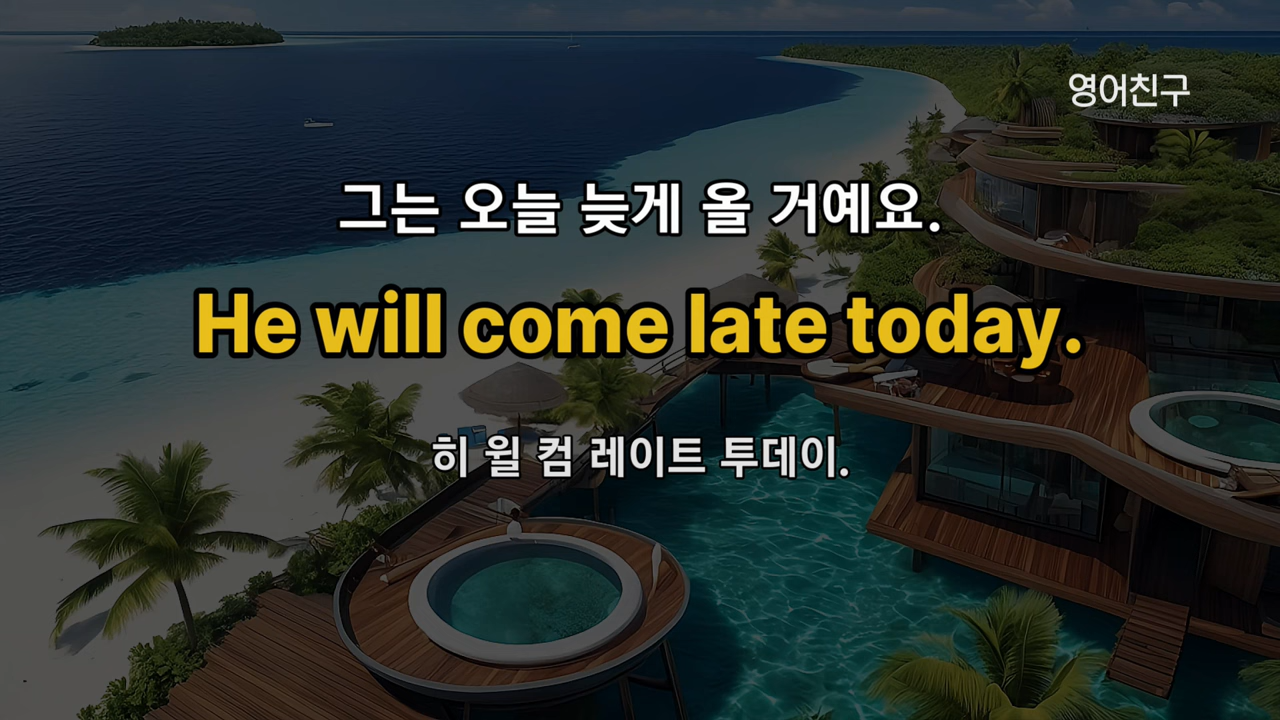 영어친구
그는 오늘 늦게 올 거예요.
He will come late today.
히 윌 컴 레이트 투데이.